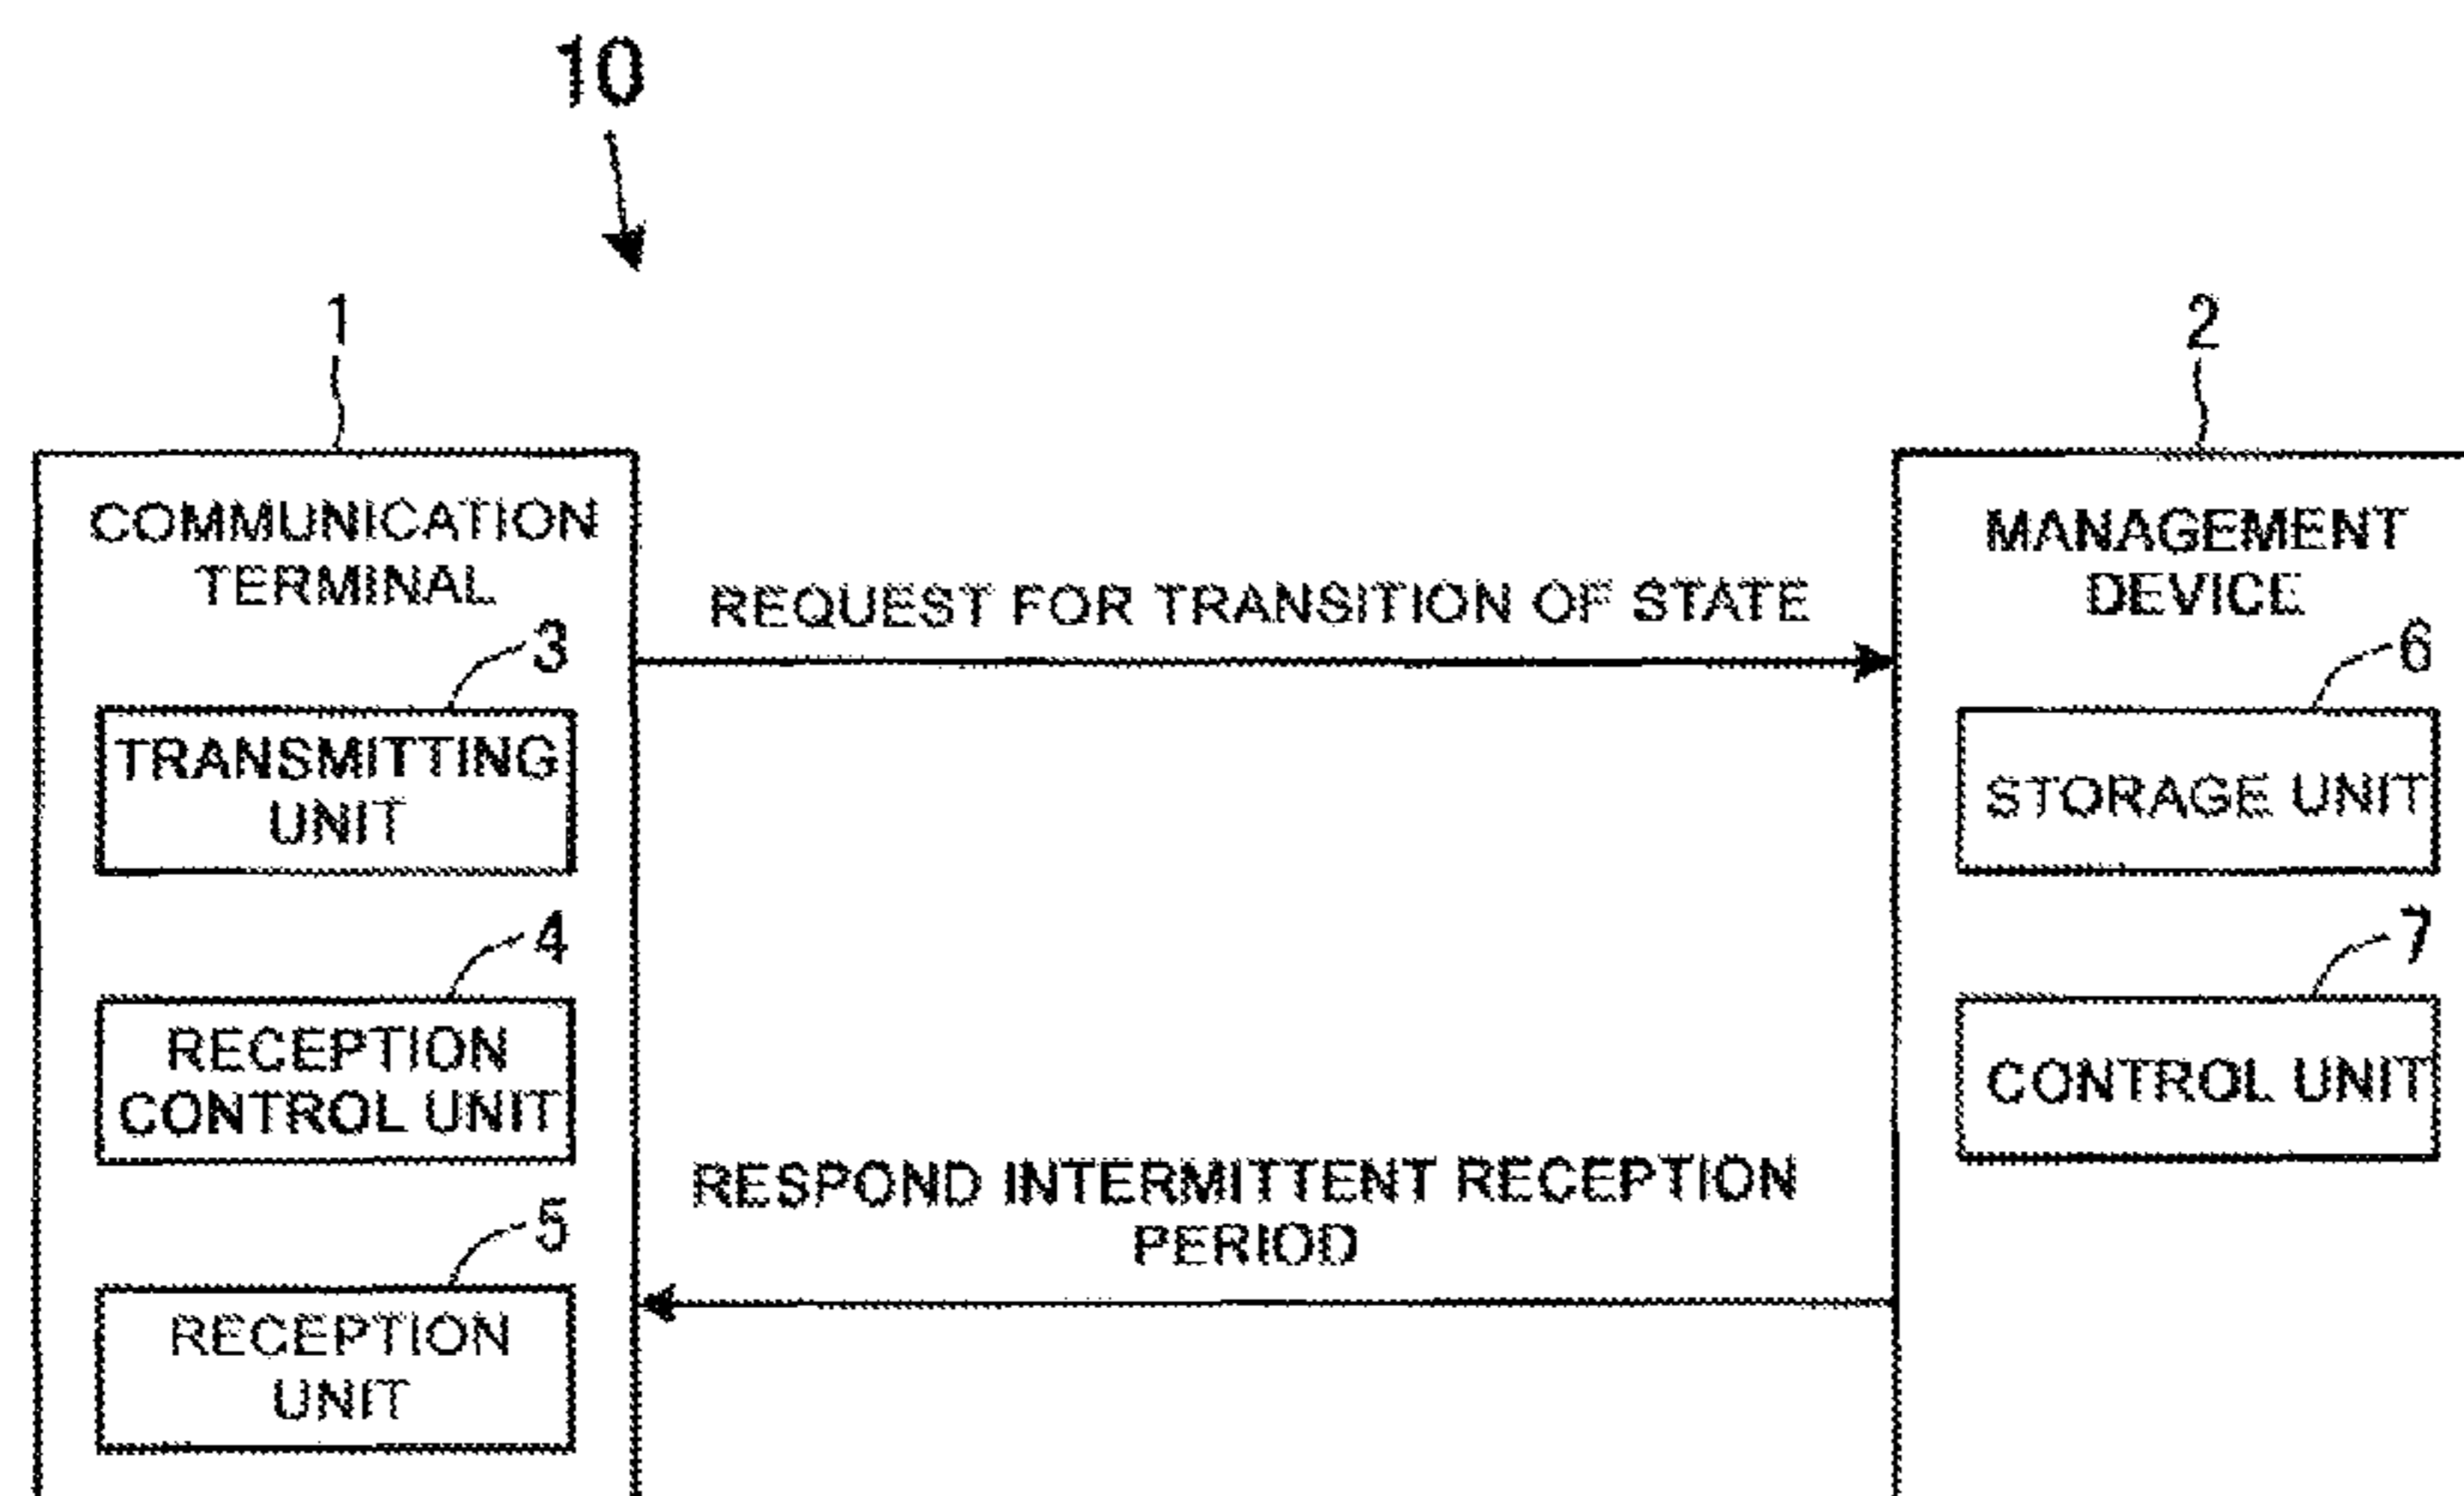 10
1
2
COMMUNICATION
TERMINAL
MANAGEMENT
DEVICE
REQUEST FOR TRANSITION OF STATE
3
TRANSMITTING
UNIT
6
STORAGE UNIT
4
RECEPTION
CONTROL UNIT
7
CONTROL UNIT
RESPOND INTERMITTENT RECEPTION
PERIOD
5
RECEPTION
UNIT